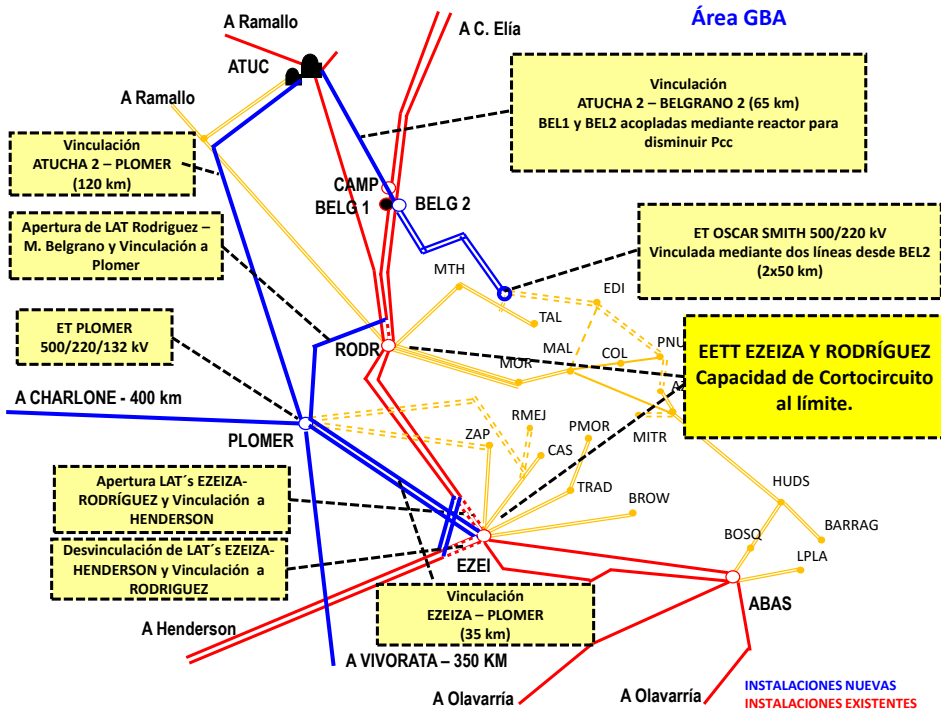 Área GBA
A Ramallo
A C. Elía
ATUC
A Ramallo
Vinculación
ATUCHA 2 – BELGRANO 2 (65 km)
BEL1 y BEL2 acopladas mediante reactor para
disminuir Pcc
Vinculación
ATUCHA 2 – PLOMER
(120 km)
CAMP
BELG 1
BELG 2
Apertura de LAT Rodriguez –
M. Belgrano y Vinculación a
Plomer
ET OSCAR SMITH 500/220 kV
Vinculada mediante dos líneas desde BEL2
(2x50 km)
MTH
EDI
TAL
ET PLOMER
500/220/132 kV
RODR
MAL
COL
PNU
MOR
EETT EZEIZA Y RODRÍGUEZ
Capacidad de Cortocircuito
al límite.
A CHARLONE - 400 km
PLOMER
RMEJ
PMOR
MITR
ZAP
CAS
Apertura LAT´s EZEIZA-
RODRÍGUEZ y Vinculación a
HENDERSON
TRAD
BROW
HUDS
BARRAG
BOSQ
LPLA
Desvinculación de LAT´s EZEIZA-
HENDERSON y Vinculación a
RODRIGUEZ
EZEI
ABAS
Vinculación
EZEIZA – PLOMER
(35 km)
A Henderson
A VIVORATA – 350 KM
A Olavarría
A Olavarría
INSTALACIONES NUEVAS
INSTALACIONES EXISTENTES